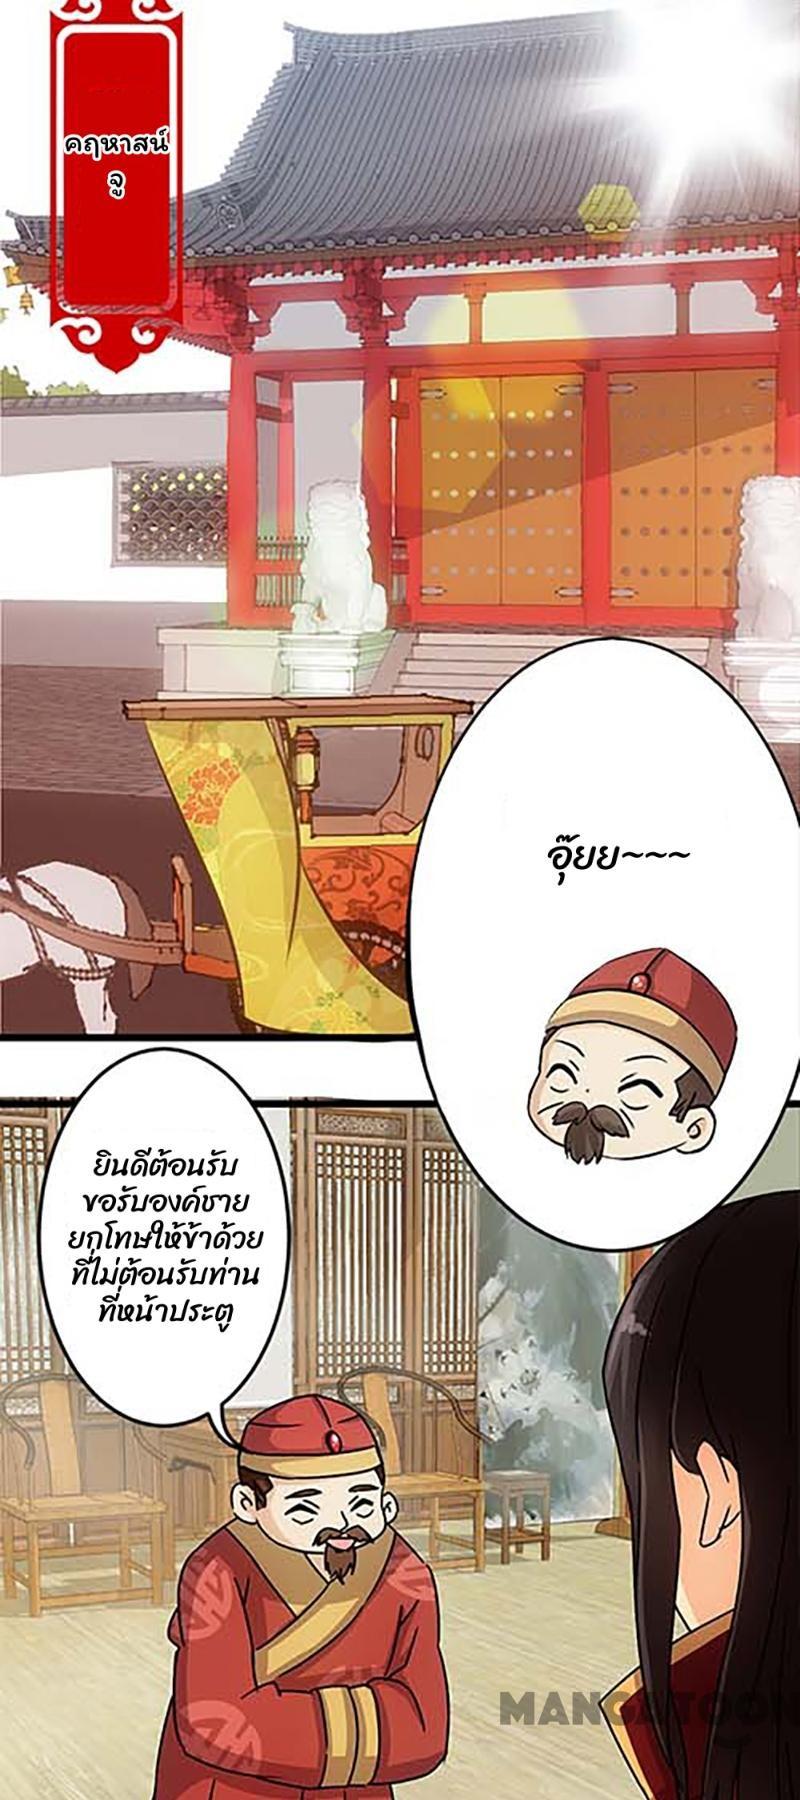 คฤหาสน์
จู
อุ๊ยย~~~
ยินดีต้อนรับ
ขอรับองค์ชาย
ยกโทษให้ข้าด้วย
ที่ไม่ต้อนรับท่าน
ที่หน้าประตู
MANGATOON